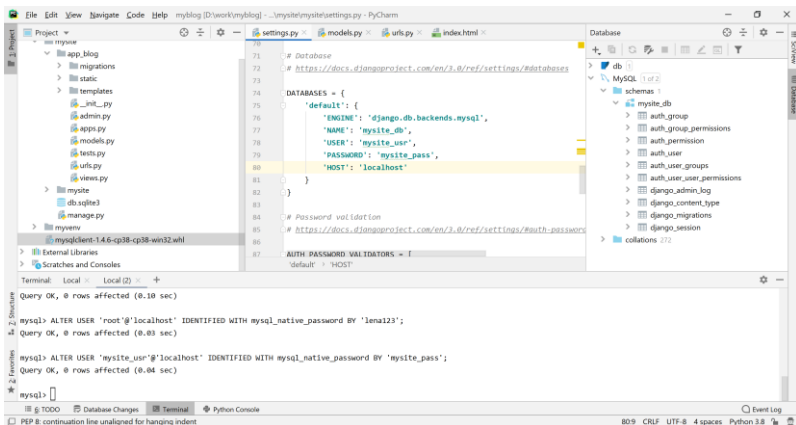 File Edit View Navigate Code Help myblog [D:\work\myblog] - ...\mysite\mysite\settings.py - PyCharm
Project
settings.py models.py urls.py index.html
Database
mysite
app_blog
migrations
static
templates
__init__.py
admin.py
apps.py
models.py
tests.py
urls.py
views.py
mysite
db.sqlite3
manage.py
myvenv
mysqlclient-1.4.6-cp38-cp38-win32.whl
External Libraries
Scratches and Consoles
70
71 # Database
72 # https://docs.djangoproject.com/en/3.0/ref/settings/#databases
73
74 DATABASES = {
75 'default': {
76 'ENGINE': 'django.db.backends.mysql',
77 'NAME': 'mysite_db',
78 'USER': 'mysite_usr',
79 'PASSWORD': 'mysite_pass',
80 'HOST': 'localhost'
81 }
82 }
83
84 # Password validation
85 # https://docs.djangoproject.com/en/3.0/ref/settings/#auth-password
86
87 AUTH_PASSWORD_VALIDATORS = [
'default' › 'HOST'
db 1
MySQL 1 of 2
schemas 1
mysite_db
auth_group
auth_group_permissions
auth_permission
auth_user
auth_user_groups
auth_user_user_permissions
django_admin_log
django_content_type
django_migrations
django_session
collations 272
1: Project
SciView
Database
Terminal: Local × Local (2) × +
Query OK, 0 rows affected (0.10 sec)
mysql> ALTER USER 'root'@'localhost' IDENTIFIED WITH mysql_native_password BY 'lena123';
Query OK, 0 rows affected (0.03 sec)
mysql> ALTER USER 'mysite_usr'@'localhost' IDENTIFIED WITH mysql_native_password BY 'mysite_pass';
Query OK, 0 rows affected (0.04 sec)
mysql>
7: Structure
2: Favorites
6: TODO Database Changes Terminal Python Console Event Log
PEP 8: continuation line unaligned for hanging indent 80:9 CRLF UTF-8 4 spaces Python 3.8